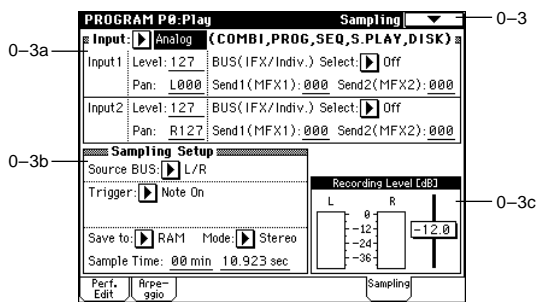 PROGRAM P0:Play Sampling 0–3
Input: Analog (COMBI,PROG,SEQ,S.PLAY,DISK)
0–3a
Input1 Level: 127 BUS(IFX/Indiv.) Select: Off
Pan: L000 Send1(MFX1): 000 Send2(MFX2): 000
Input2 Level: 127 BUS(IFX/Indiv.) Select: Off
Pan: R127 Send1(MFX1): 000 Send2(MFX2): 000
Sampling Setup
0–3b
Source BUS: L/R
Trigger: Note On
Save to: RAM Mode: Stereo
Sample Time: 00 min 10.923 sec
Recording Level [dB]
L R
0
-12
-24
-36
-12.0
0–3c
Perf. Edit
Arpe-
ggio
Sampling